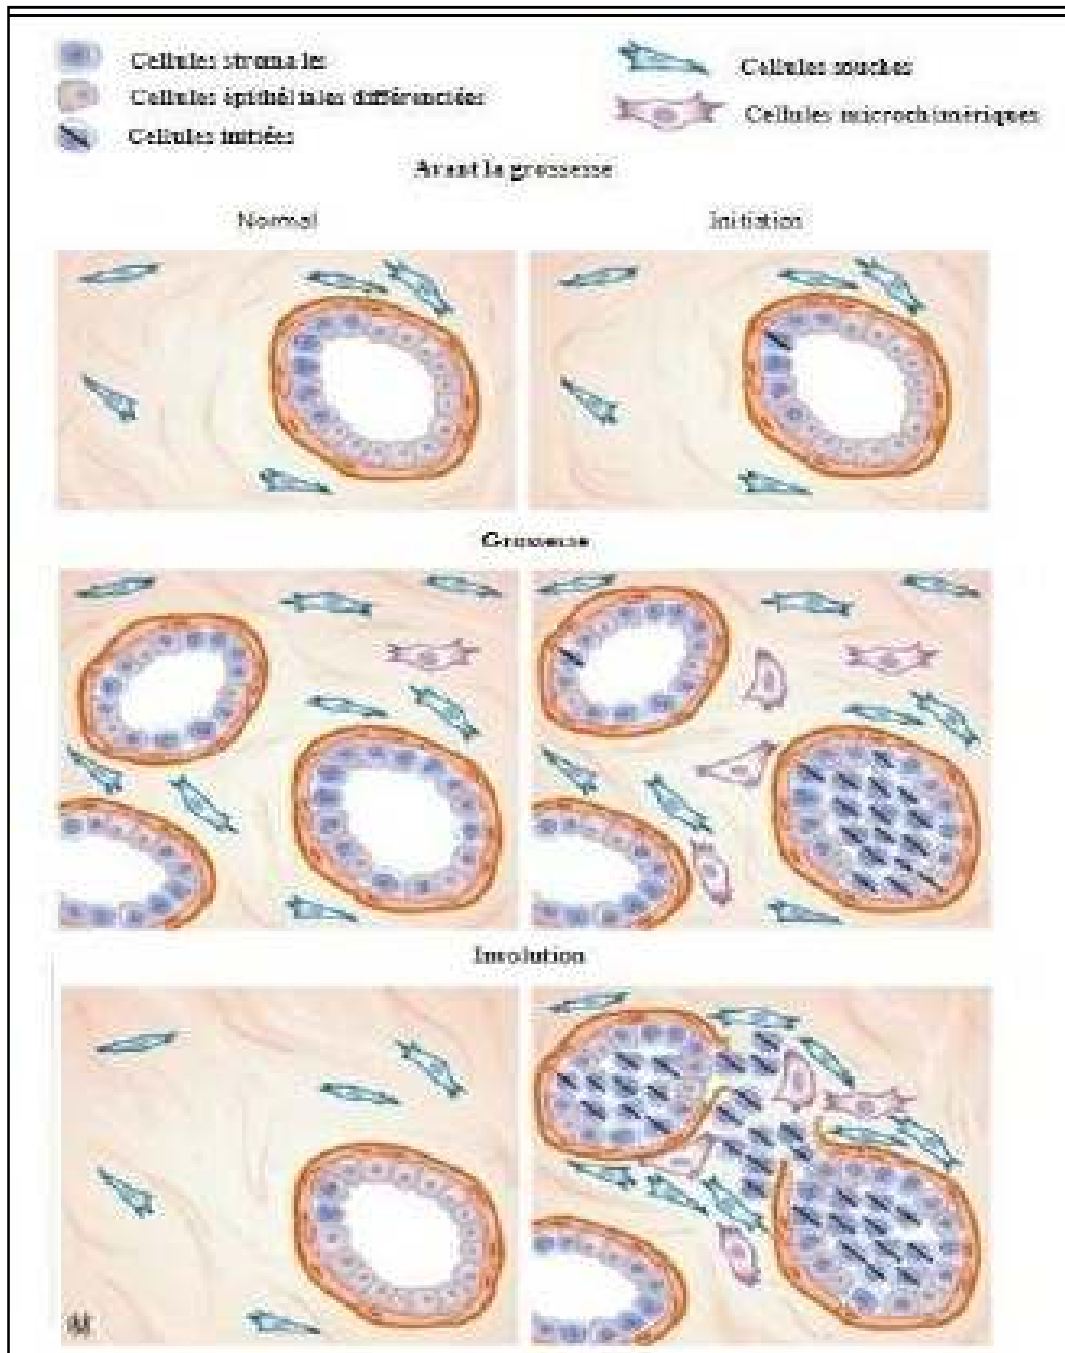 Cellules stromales
Cellules épithéliales différenciées
Cellules initiées
Cellules souches
Cellules microchimériques
Avant la grossesse
Normal
Initiation
Grossesse
Involution